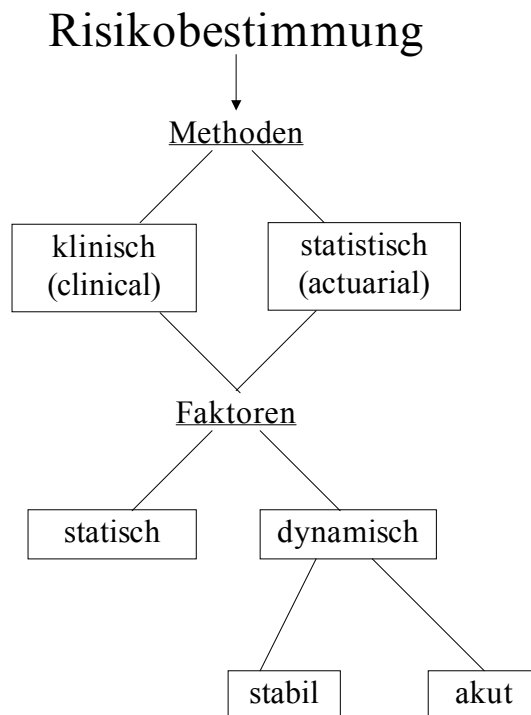 Risikobestimmung
Methoden
klinisch
(clinical)
statistisch
(actuarial)
Faktoren
statisch
dynamisch
stabil
akut